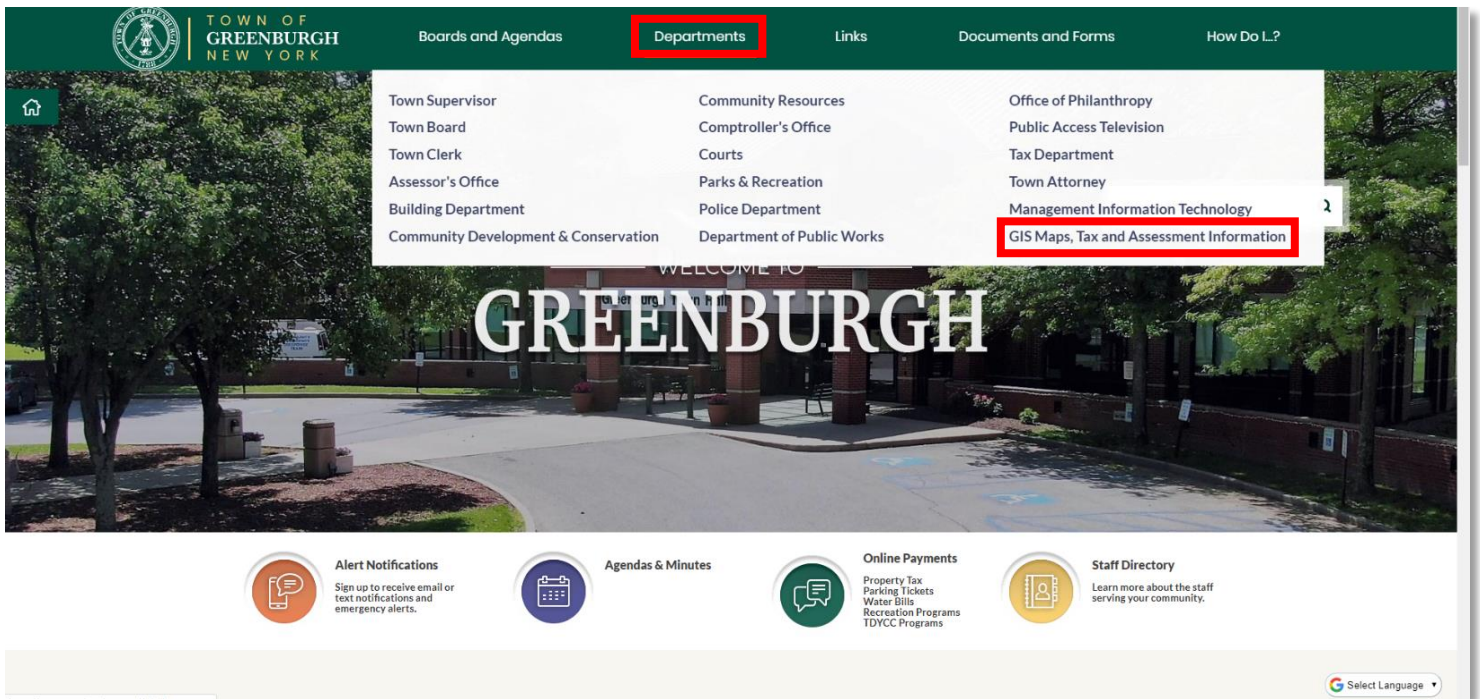 TOWN OF
GREENBURGH
NEW YORK
Boards and Agendas
Departments
Links
Documents and Forms
How Do I...?
Town Supervisor
Town Board
Town Clerk
Assessor's Office
Building Department
Community Development & Conservation
Community Resources
Comptroller's Office
Courts
Parks & Recreation
Police Department
Department of Public Works
Office of Philanthropy
Public Access Television
Tax Department
Town Attorney
Management Information Technology
GIS Maps, Tax and Assessment Information
WELCOME TO
GREENBURGH
Alert Notifications
Sign up to receive email or
text notifications and
emergency alerts.
Agendas & Minutes
Online Payments
Property Tax
Parking Tickets
Water Bills
Recreation Programs
TDYCC Programs
Staff Directory
Learn more about the staff
serving your community.
Select Language